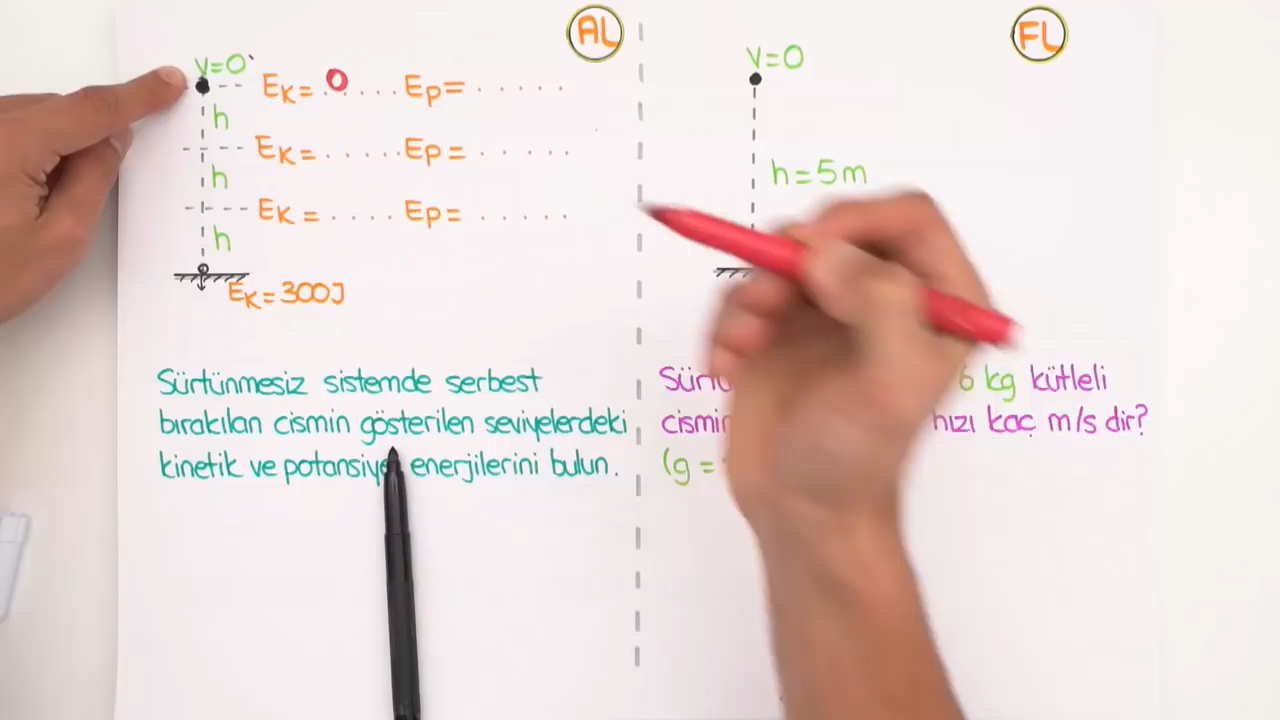 AL
V=0
EK= 0 EP= ......
h
EK= ..... EP= ......
h
EK= .... EP= ......
h
EK=300J
Sürtünmesiz sistemde serbest
bırakılan cismin gösterilen seviyelerdeki
kinetik ve potansiyel enerjilerini bulun.
FL
V=0
h=5m
6 kg kütleli
hızı kaç m/s dir?
(g =